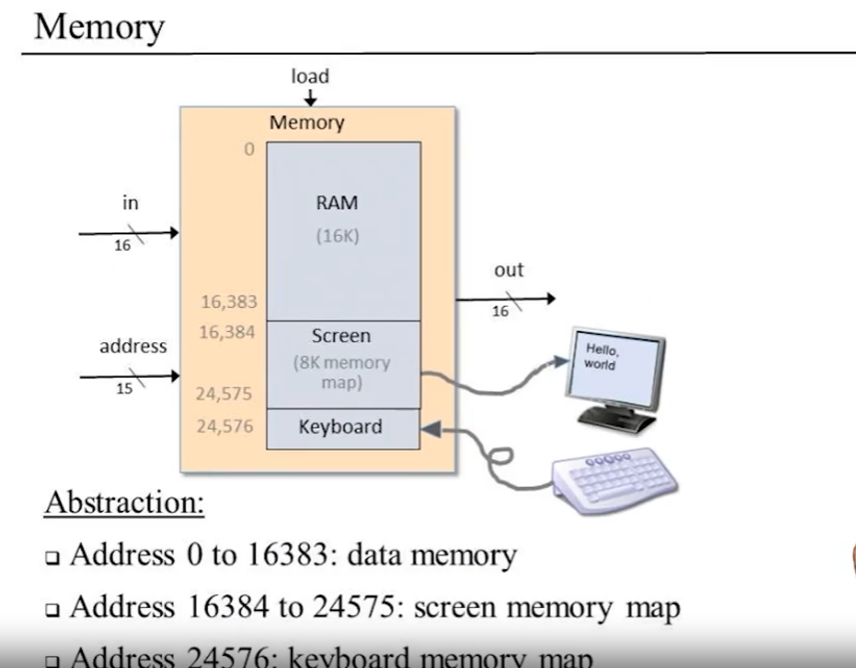 Memory
load
Memory
0
in
16
RAM
(16K)
out
16
16,383
16,384
address
15
Screen
(8K memory
map)
Hello,
world
24,575
24,576
Keyboard
Abstraction:
Address 0 to 16383: data memory
Address 16384 to 24575: screen memory map
Address 24576: keyboard memory map